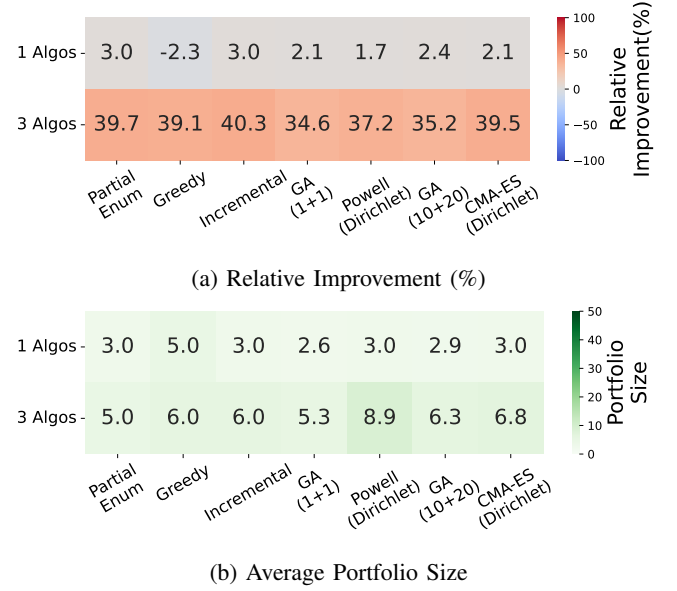 1 Algos
3.0 -2.3 3.0 2.1 1.7 2.4 2.1
3 Algos
39.7 39.1 40.3 34.6 37.2 35.2 39.5
Partial
Enum
Greedy
Incremental
GA
(1+1)
Powell
(Dirichlet)
GA
(10+20)
CMA-ES
(Dirichlet)
100
50
0
−50
−100
Relative
Improvement(%)
(a) Relative Improvement (%)
1 Algos
3.0 5.0 3.0 2.6 3.0 2.9 3.0
3 Algos
5.0 6.0 6.0 5.3 8.9 6.3 6.8
Partial
Enum
Greedy
Incremental
GA
(1+1)
Powell
(Dirichlet)
GA
(10+20)
CMA-ES
(Dirichlet)
50
40
30
20
10
0
Portfolio
Size
(b) Average Portfolio Size